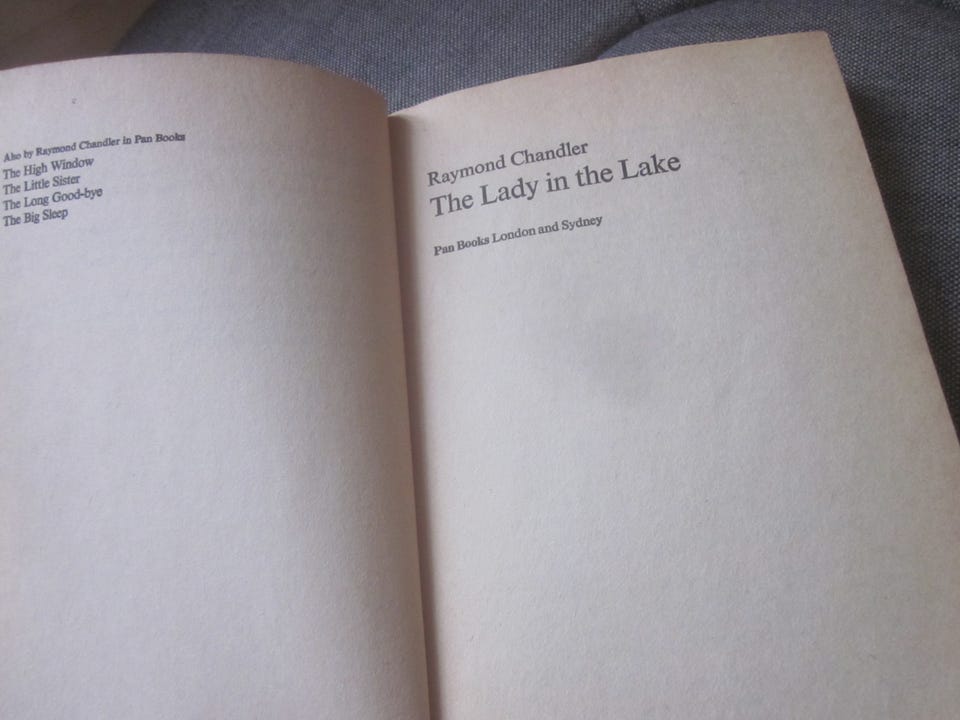 Also by Raymond Chandler in Pan Books
The High Window
The Little Sister
The Long Good-bye
The Big Sleep
Raymond Chandler
The Lady in the Lake
Pan Books London and Sydney